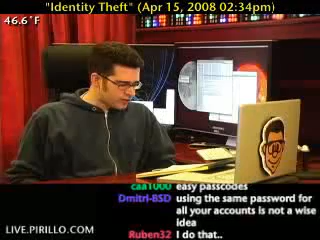 "Identity Theft" (Apr 15, 2008 02:34pm)
46.6°F
caa1000 easy passcodes
Dmitri-BSD using the same password for
all your accounts is not a wise
idea
Ruben32 I do that..
LIVE.PIRILLO.COM